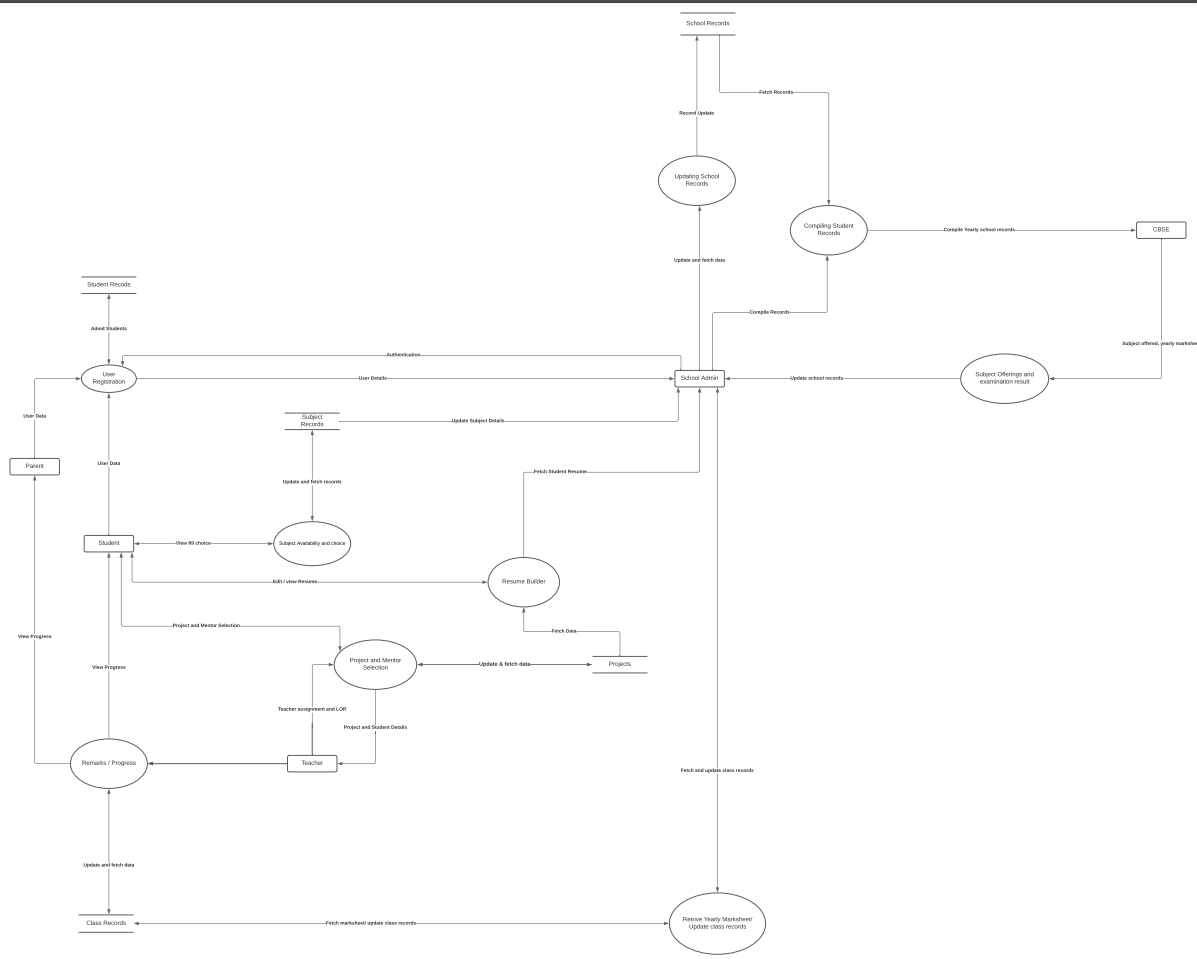 School Records
Fetch Records
Record Update
Updating School
Records
Compiling Student
Records
Compile Yearly school records
CBSE
Update and fetch data
Student Recods
Compile Records
Admit Students
Subject offered, yearly markshee
Authentication
User
Registration
User Details
School Admin
Update school records
Subject Offerings and
examination result
User Data
Subject
Records
Update Subject Details
Parent
User Data
Fetch Student Resume
Update and fetch records
Student
View fill choice
Subject Availability and choice
Edit / view Resume
Resume Builder
Project and Mentor Selection
Fetch Data
View Progress
View Progress
Project and Mentor
Selection
Update & fetch data
Projects
Teacher assignment and LOR
Project and Student Details
Remarks / Progress
Teacher
Fetch and update class records
Update and fetch data
Class Records
Fetch marksheet/ update class records
Retrive Yearly Marksheet/
Update class records